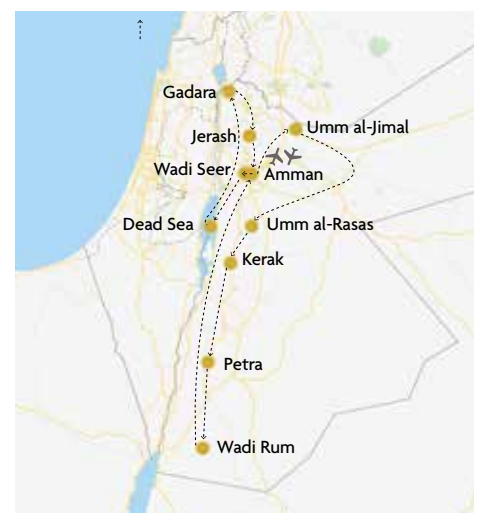 Gadara
Umm al-Jimal
Jerash
Wadi Seer
Amman
Dead Sea
Umm al-Rasas
Kerak
Petra
Wadi Rum